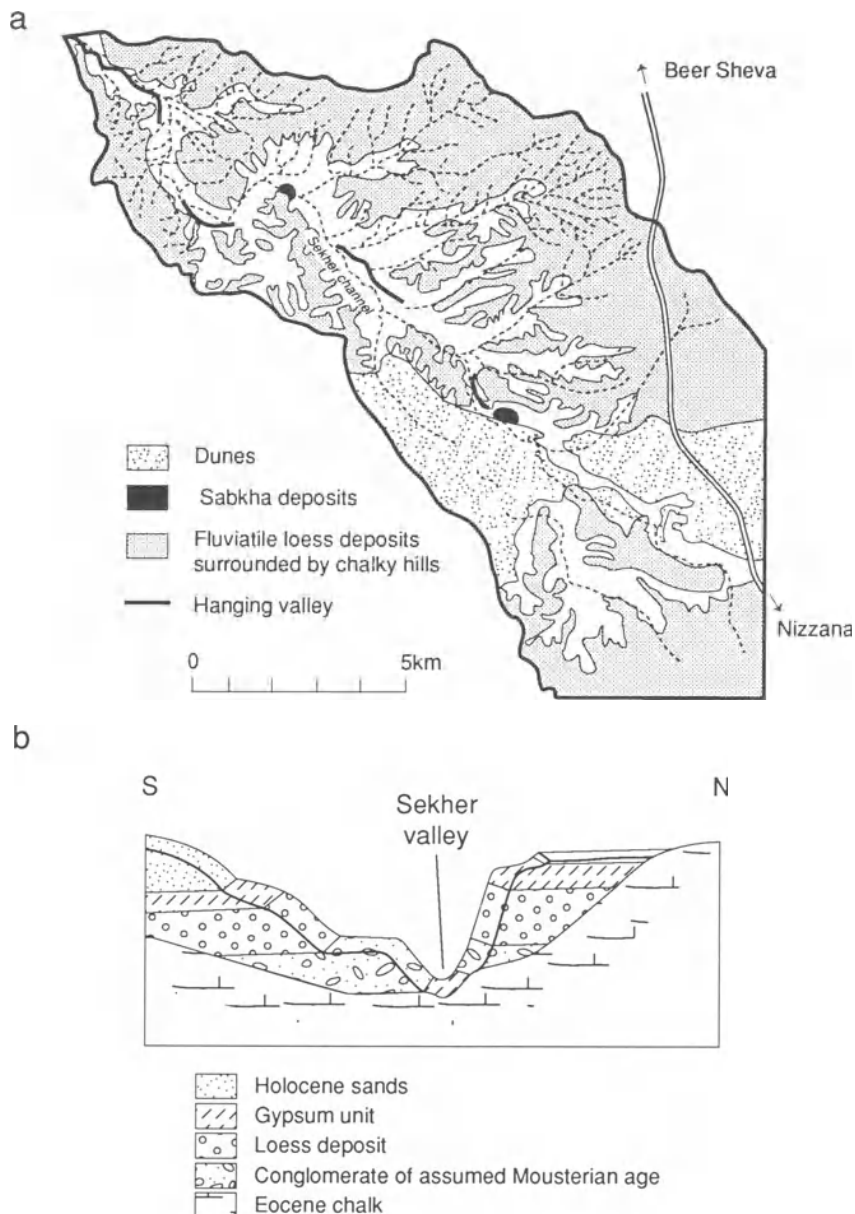 a
Beer Sheva
Sekher channel
Dunes
Sabkha deposits
Fluviatile loess deposits
surrounded by chalky hills
Hanging valley
Nizzana
0 5km
b
S N
Sekher
valley
Holocene sands
Gypsum unit
Loess deposit
Conglomerate of assumed Mousterian age
Eocene chalk